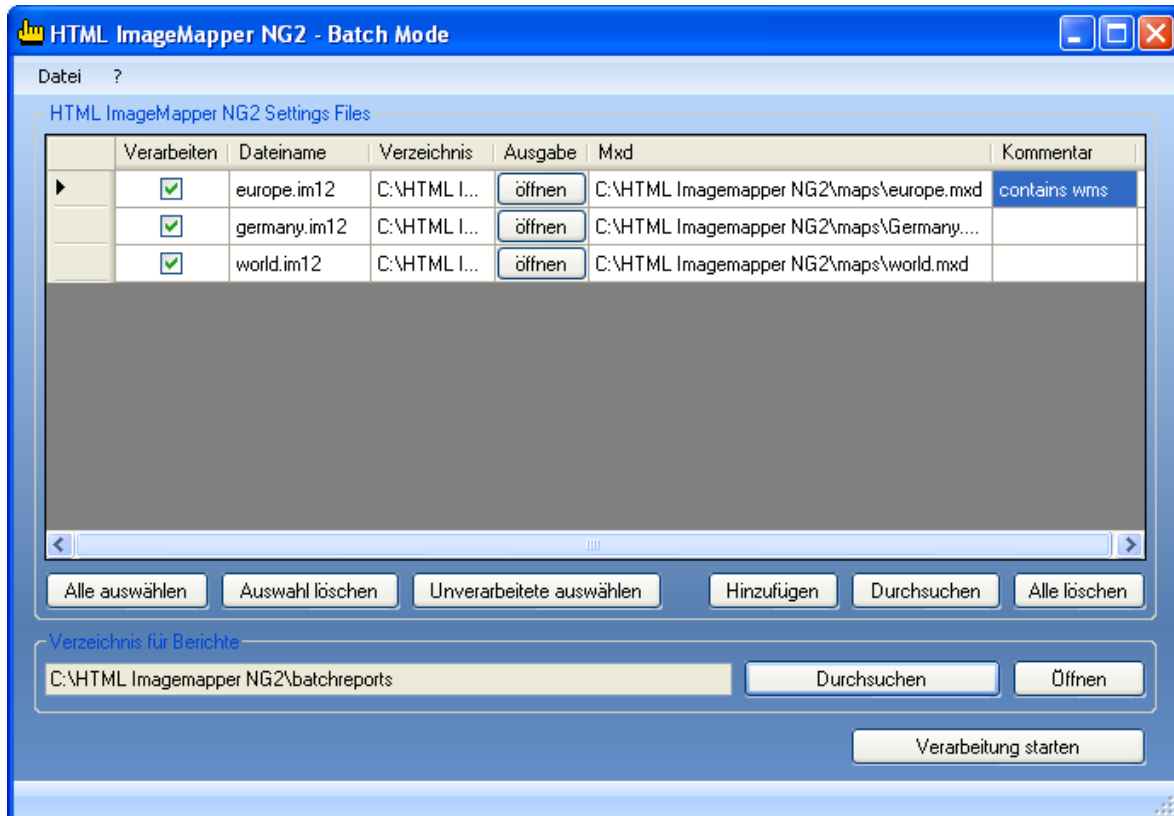 HTML ImageMapper NG2 - Batch Mode
Datei ?
HTML ImageMapper NG2 Settings Files
Verarbeiten Dateiname Verzeichnis Ausgabe Mxd Kommentar
europe.im12 C:\HTML I... öffnen C:\HTML Imagemapper NG2\maps\europe.mxd contains wms
germany.im12 C:\HTML I... öffnen C:\HTML Imagemapper NG2\maps\Germany....
world.im12 C:\HTML I... öffnen C:\HTML Imagemapper NG2\maps\world.mxd
Alle auswählen Auswahl löschen Unverarbeitete auswählen Hinzufügen Durchsuchen Alle löschen
Verzeichnis für Berichte
C:\HTML Imagemapper NG2\batchreports Durchsuchen Öffnen
Verarbeitung starten